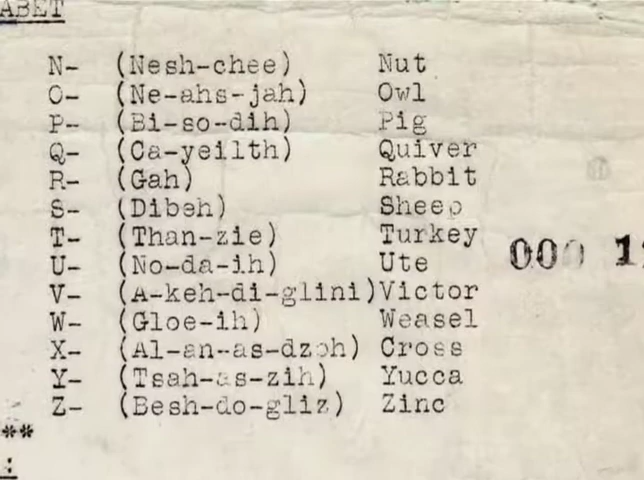 ABET
N- (Nesh-chee) Nut
O- (Ne-ahs-jah) Owl
P- (Bi-so-dih) Pig
Q- (Ca-yeilth) Quiver
R- (Gah) Rabbit
S- (Dibeh) Sheep
T- (Than-zie) Turkey
U- (No-da-ih) Ute
V- (A-keh-di-glini)Victor
W- (Gloe-ih) Weasel
X- (Al-an-as-dzoh) Cross
Y- (Tsah-as-zih) Yucca
Z- (Besh-do-gliz) Zinc
000 1
**
: